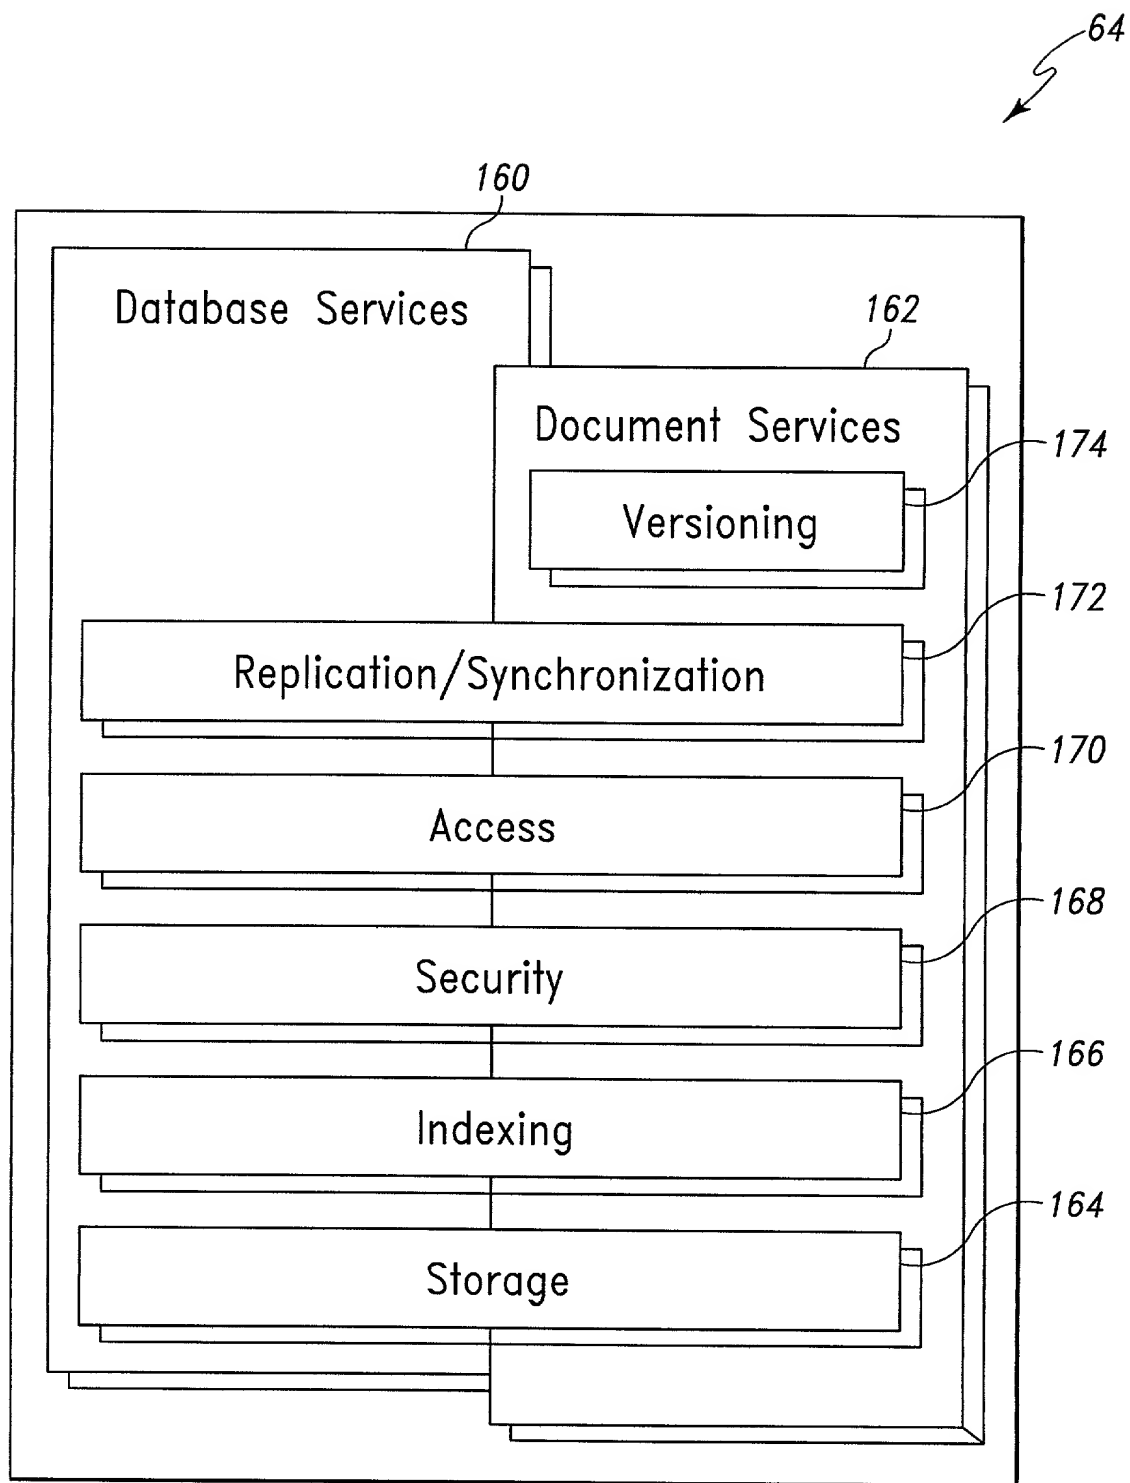 64
160
Database Services
162
Document Services
174
Versioning
172
Replication/Synchronization
170
Access
168
Security
166
Indexing
164
Storage